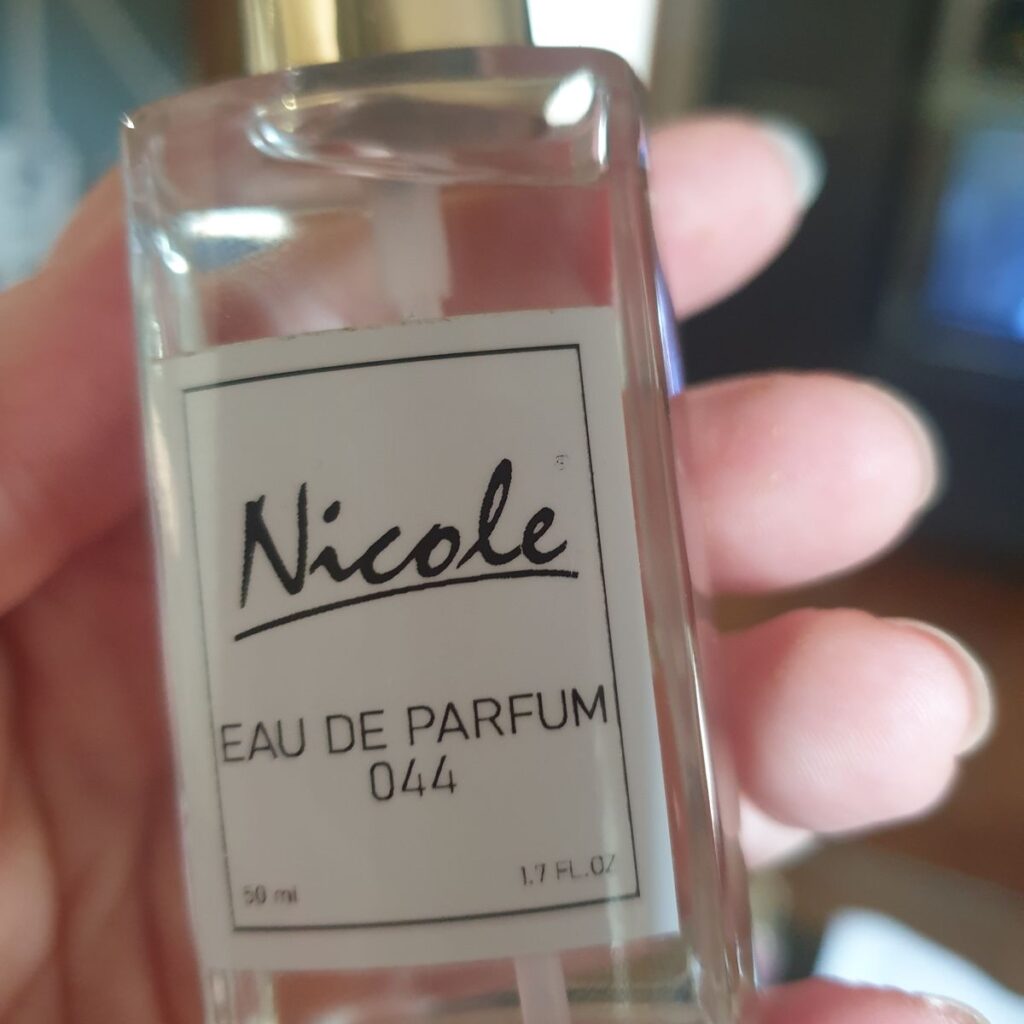 Nicole®
EAU DE PARFUM
044
50 ml
1.7 FL.OZ